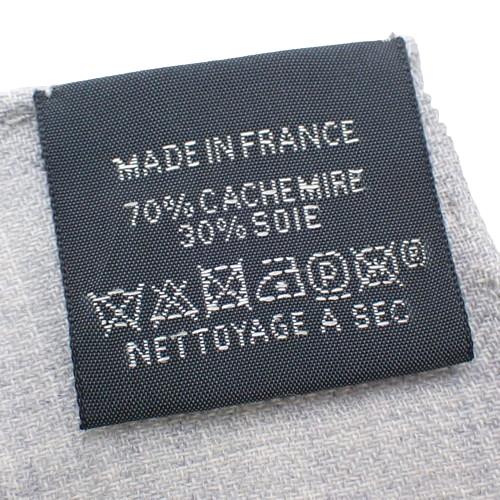 MADE IN FRANCE
70% CACHEMIRE
30% SOIE
P ®
NETTOYAGE A SEC